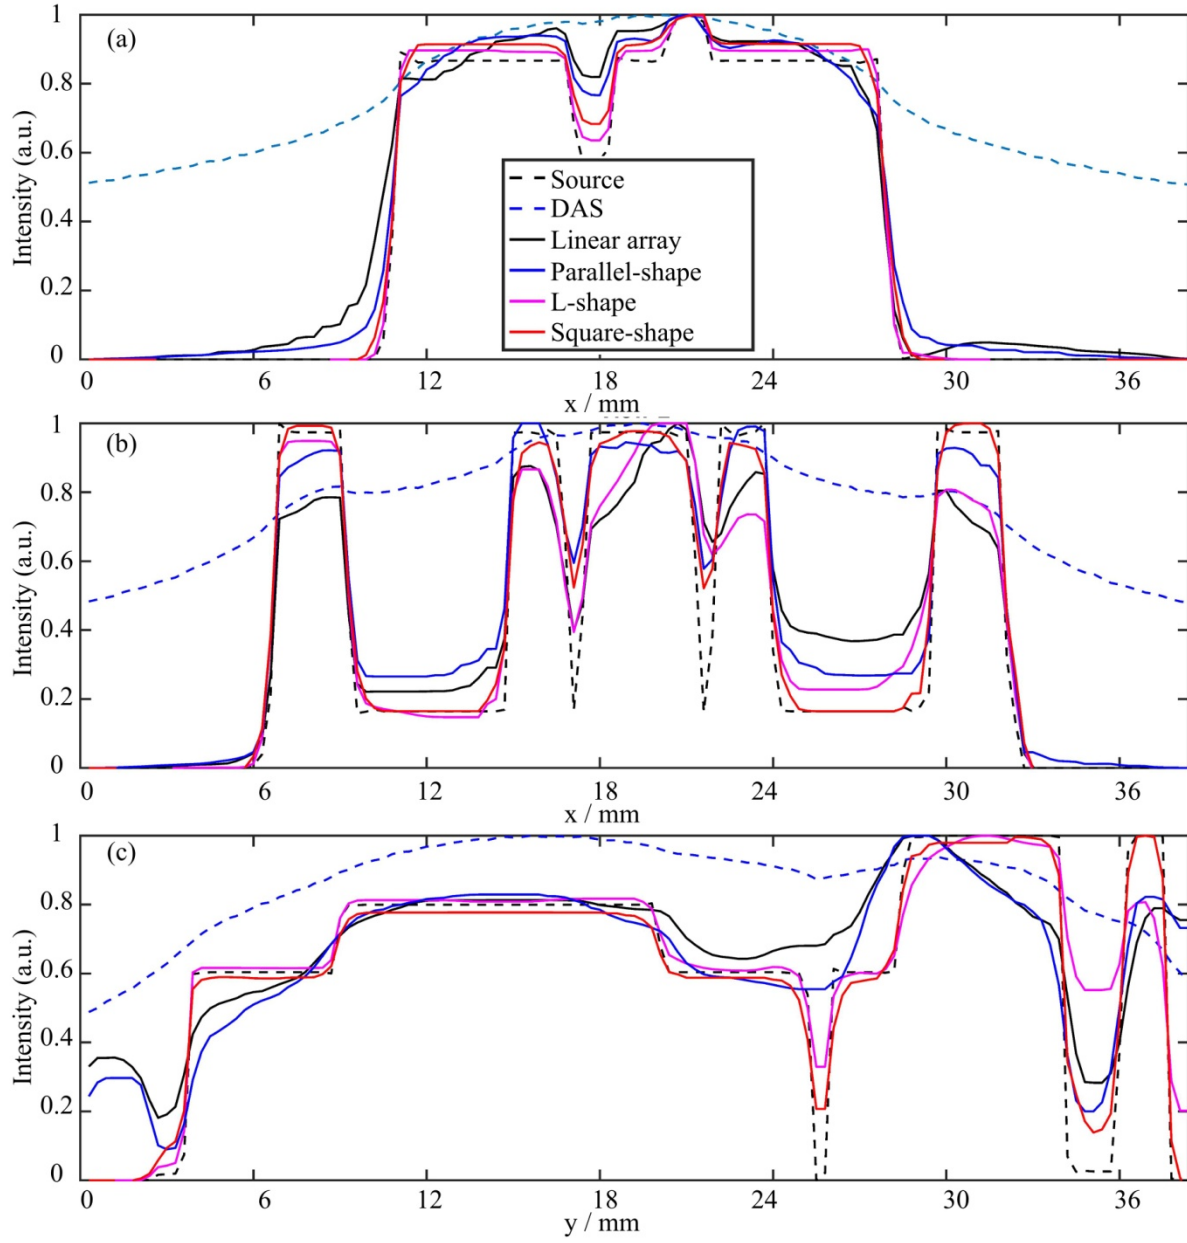 (a)
Intensity (a.u.)
1
0.8
0.6
0.4
0.2
0
Source
DAS
Linear array
Parallel-shape
L-shape
Square-shape
0 6 12 18 24 30 36
x / mm
(b)
Intensity (a.u.)
1
0.8
0.6
0.4
0.2
0
0 6 12 18 24 30 36
x / mm
(c)
Intensity (a.u.)
1
0.8
0.6
0.4
0.2
0
0 6 12 18 24 30 36
y / mm